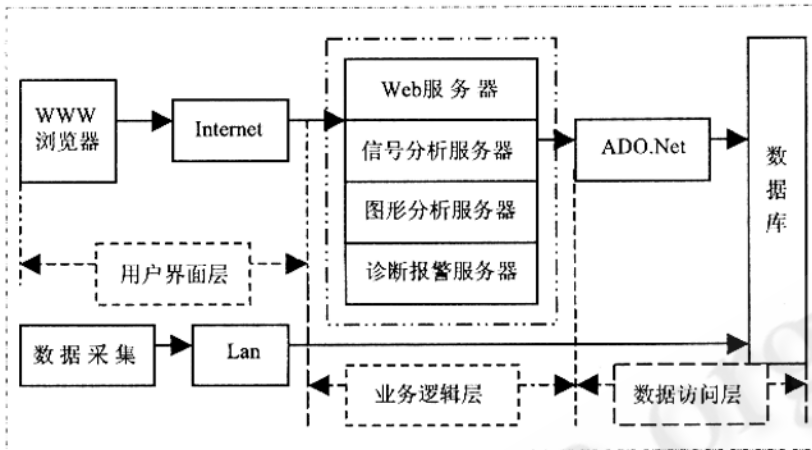 WWW
浏览器
Internet
Web服务器
信号分析服务器
图形分析服务器
诊断报警服务器
ADO.Net
数据库
用户界面层
数据采集
Lan
业务逻辑层
数据访问层